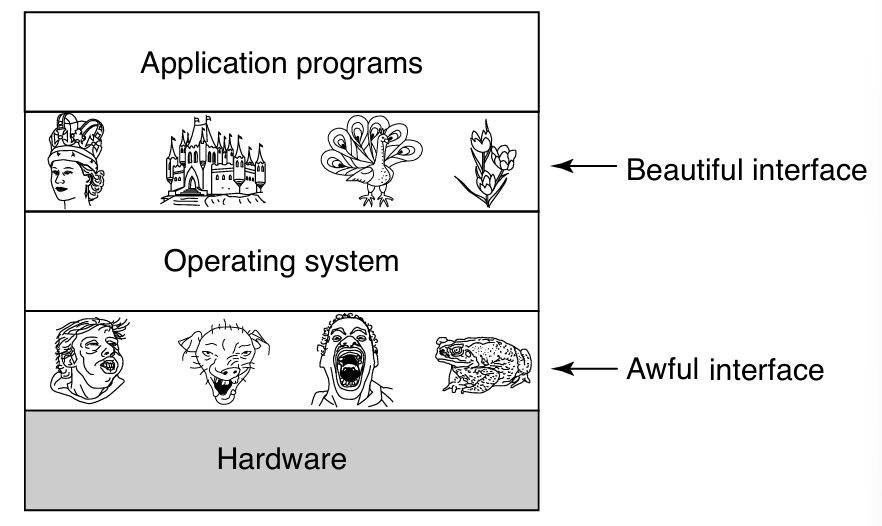 Application programs
Beautiful interface
Operating system
Awful interface
Hardware